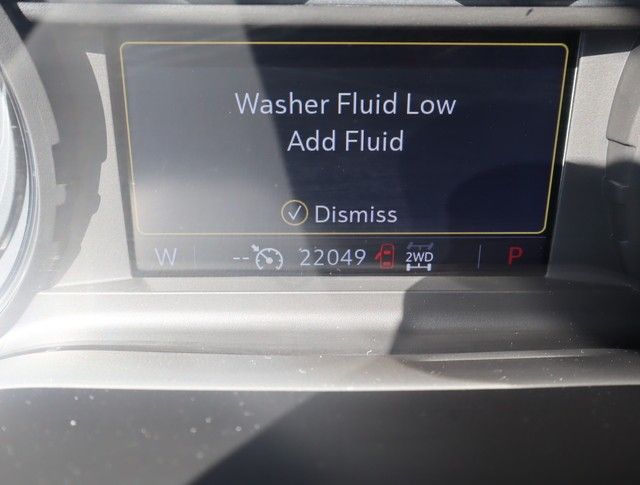 Washer Fluid Low
Add Fluid
Dismiss
W -- 22049 2WD P